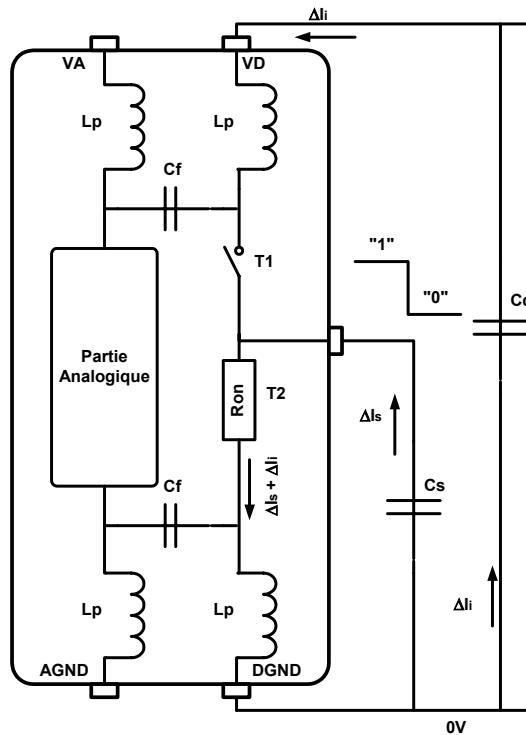 ΔIi
VA
VD
Lp
Lp
Cf
T1
"1"
"0"
Partie
Analogique
Ron
T2
ΔIs
ΔIs + ΔIi
Cs
Cf
Lp
Lp
ΔIi
AGND
DGND
0V